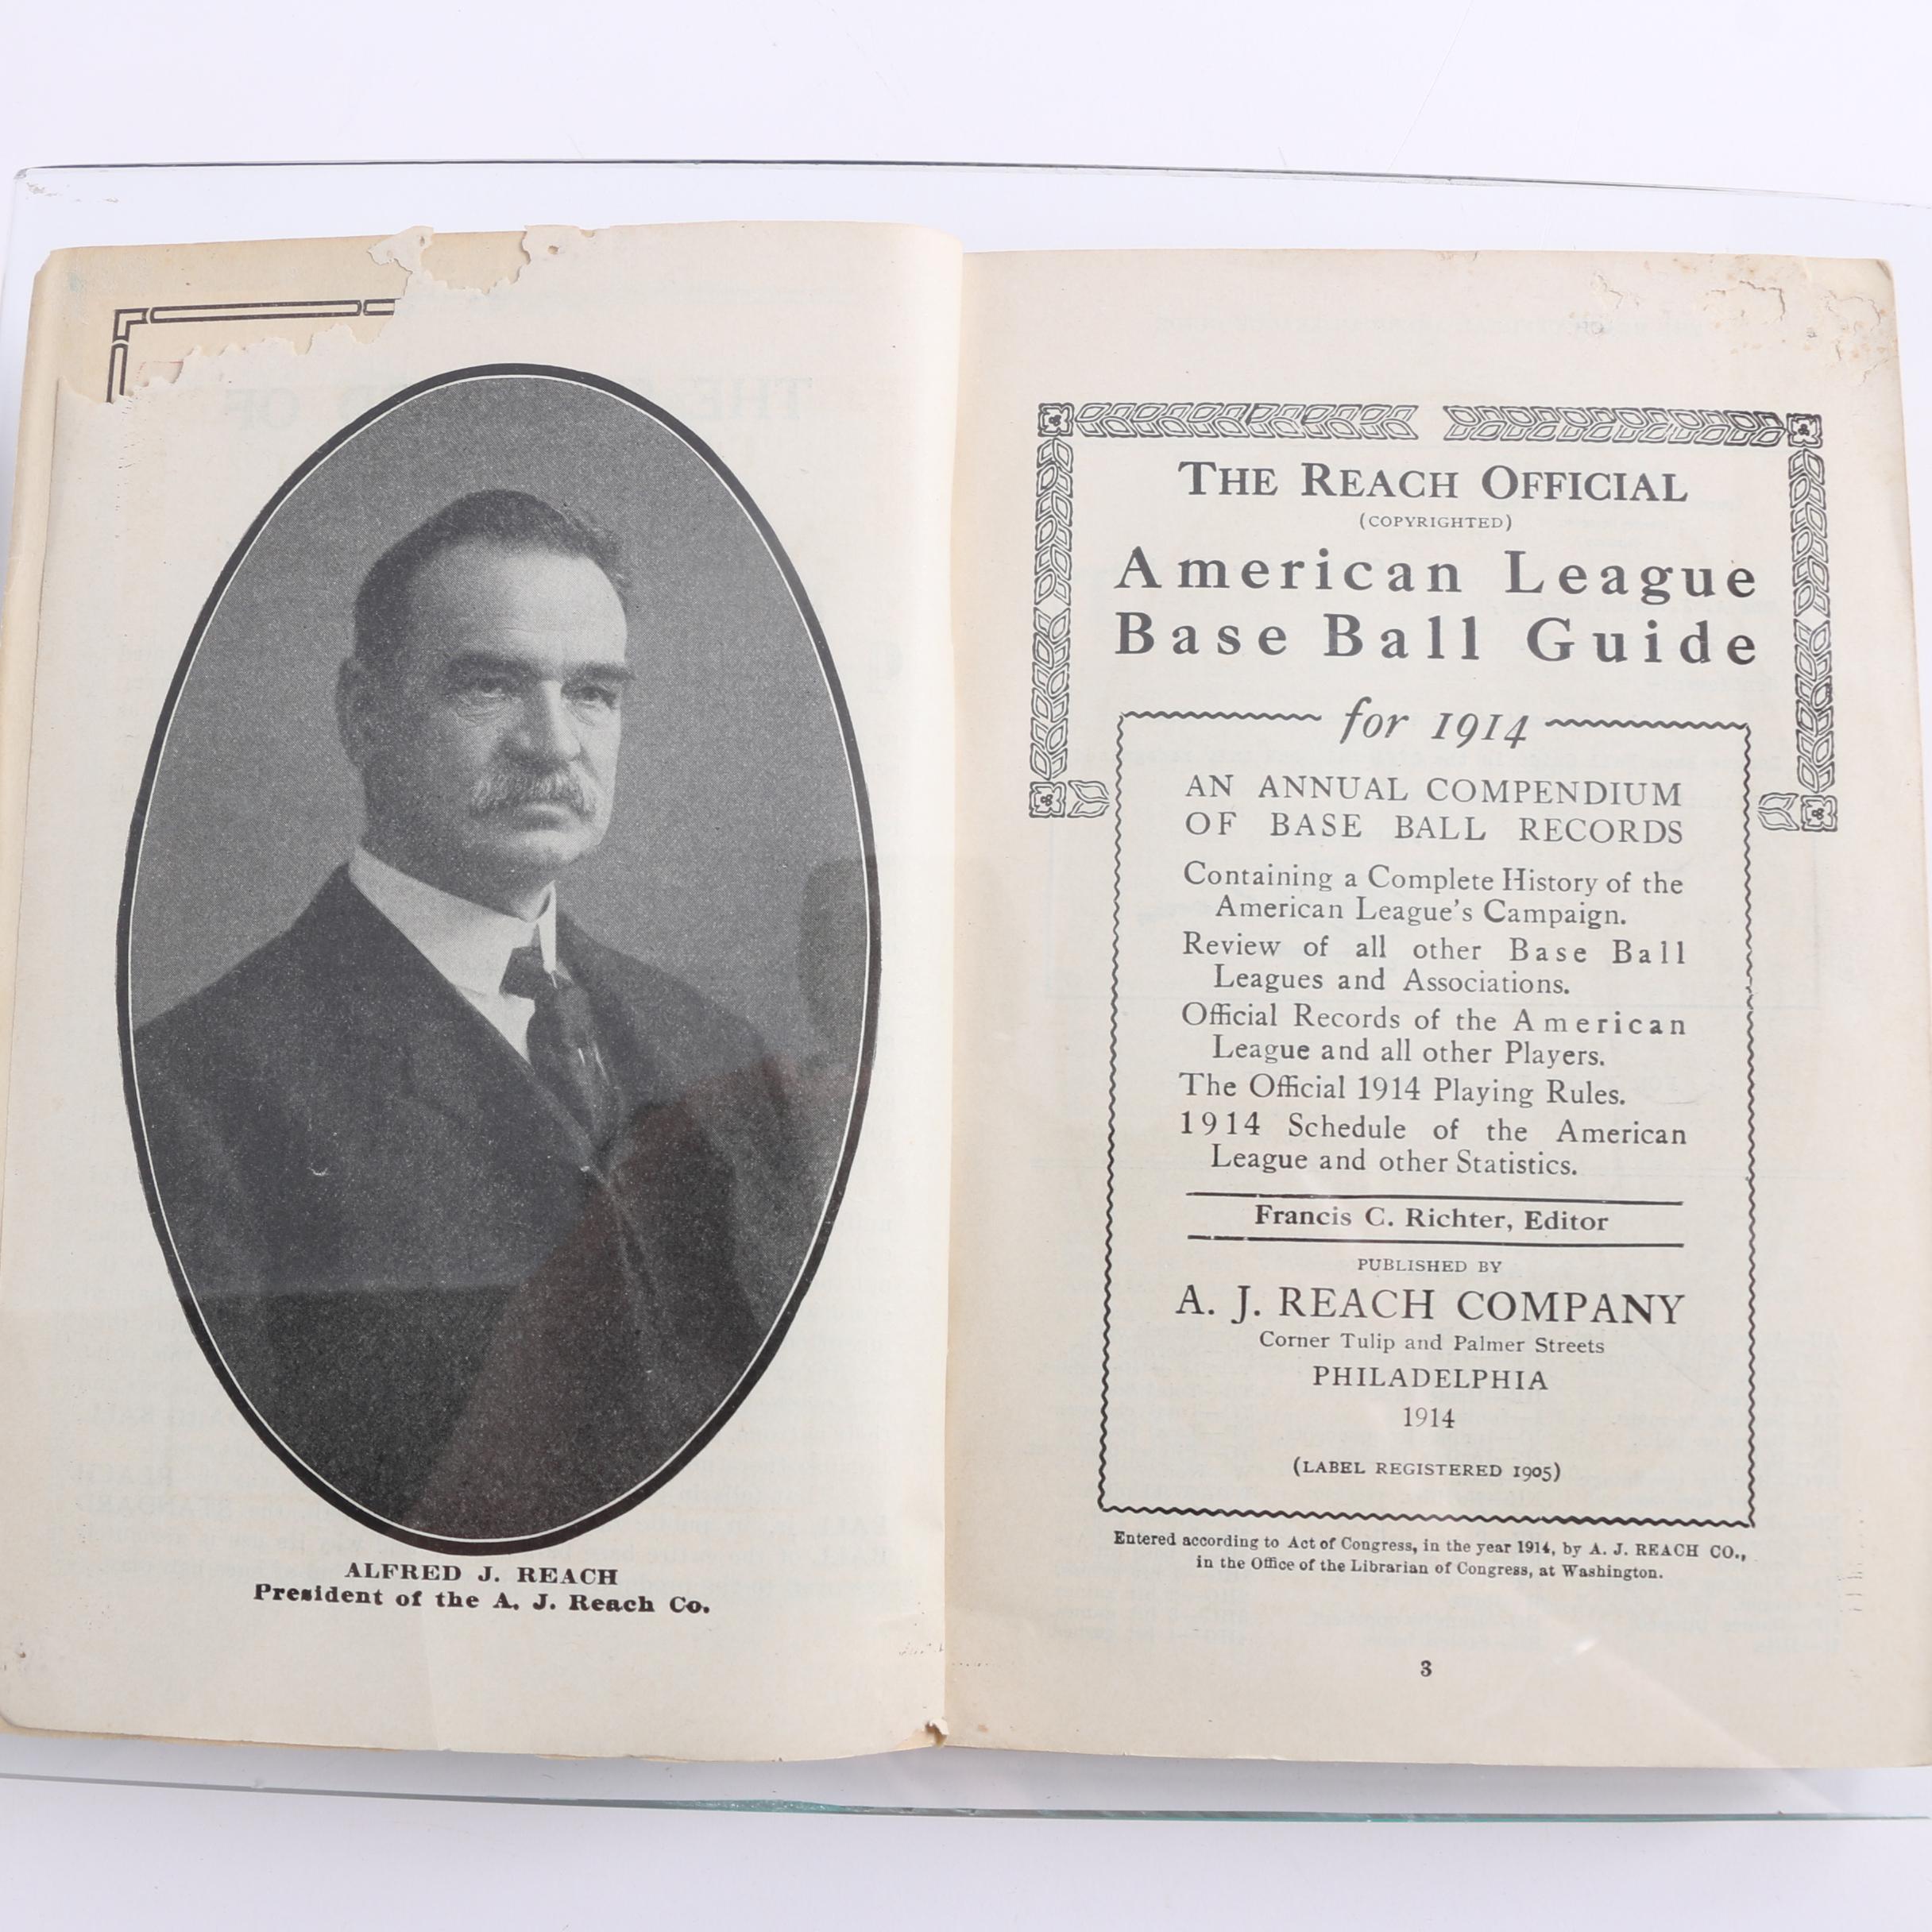 ALFRED J. REACH
President of the A. J. Reach Co.
THE REACH OFFICIAL
(COPYRIGHTED)
American League
Base Ball Guide
for 1914
AN ANNUAL COMPENDIUM
OF BASE BALL RECORDS
Containing a Complete History of the
American League's Campaign.
Review of all other Base Ball
Leagues and Associations.
Official Records of the American
League and all other Players.
The Official 1914 Playing Rules.
1914 Schedule of the American
League and other Statistics.
Francis C. Richter, Editor
PUBLISHED BY
A. J. REACH COMPANY
Corner Tulip and Palmer Streets
PHILADELPHIA
1914
(LABEL REGISTERED 1905)
Entered according to Act of Congress, in the year 1914, by A. J. REACH CO.,
in the Office of the Librarian of Congress, at Washington.
3